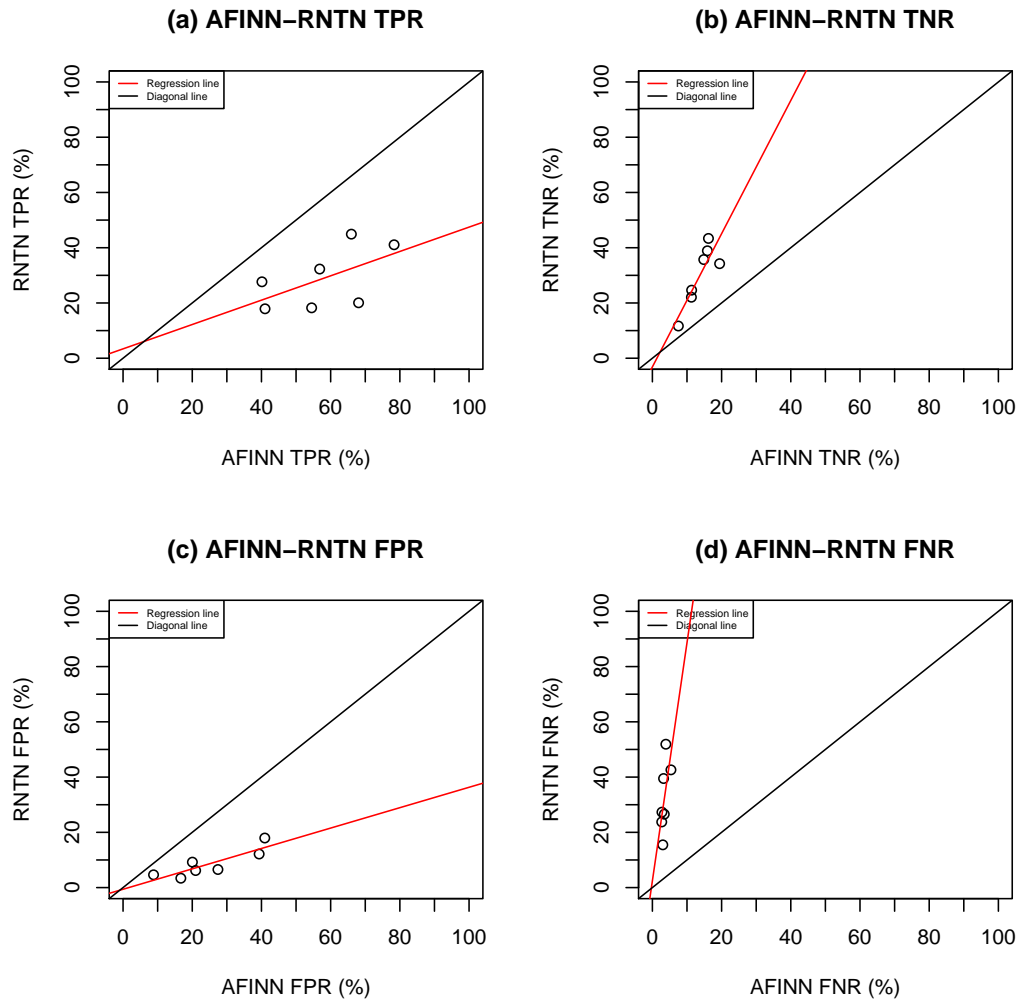 (a) AFINN−RNTN TPR
Regression line
Diagonal line
RNTN TPR (%)
0 20 40 60 80 100
0 20 40 60 80 100
AFINN TPR (%)
(b) AFINN−RNTN TNR
Regression line
Diagonal line
RNTN TNR (%)
0 20 40 60 80 100
0 20 40 60 80 100
AFINN TNR (%)
(c) AFINN−RNTN FPR
Regression line
Diagonal line
RNTN FPR (%)
0 20 40 60 80 100
0 20 40 60 80 100
AFINN FPR (%)
(d) AFINN−RNTN FNR
Regression line
Diagonal line
RNTN FNR (%)
0 20 40 60 80 100
0 20 40 60 80 100
AFINN FNR (%)